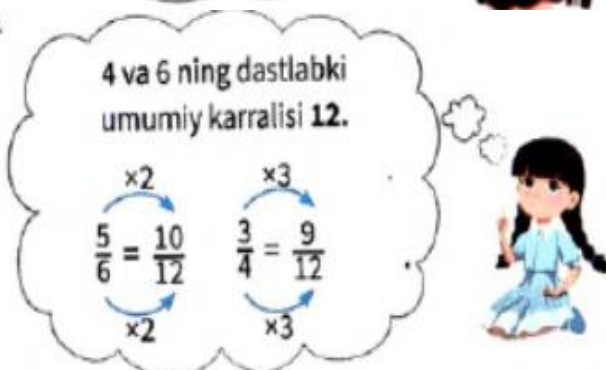 4 va 6 ning dastlabki
umumiy karralisi 12.
×2 ×3
5/6 = 10/12 3/4 = 9/12
×2 ×3